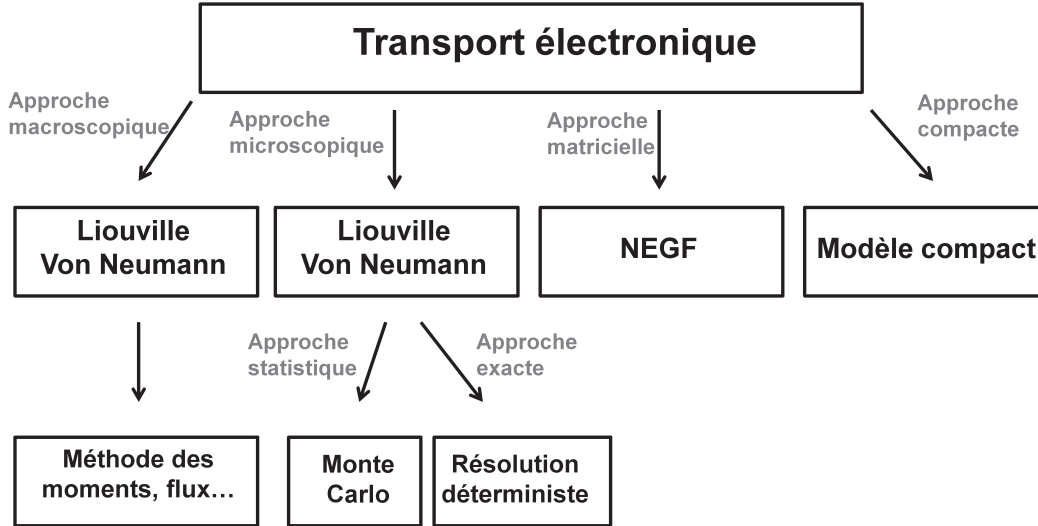 Transport électronique
Approche
macroscopique
Approche
microscopique
Approche
matricielle
Approche
compacte
Liouville
Von Neumann
Liouville
Von Neumann
NEGF
Modèle compact
Approche
statistique
Approche
exacte
Méthode des
moments, flux...
Monte
Carlo
Résolution
déterministe